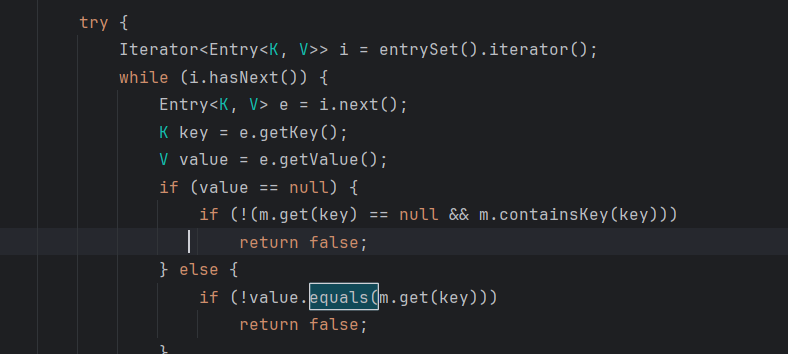 try {
Iterator<Entry<K, V>> i = entrySet().iterator();
while (i.hasNext()) {
Entry<K, V> e = i.next();
K key = e.getKey();
V value = e.getValue();
if (value == null) {
if (!(m.get(key) == null && m.containsKey(key)))
return false;
} else {
if (!value.equals(m.get(key)))
return false;
}